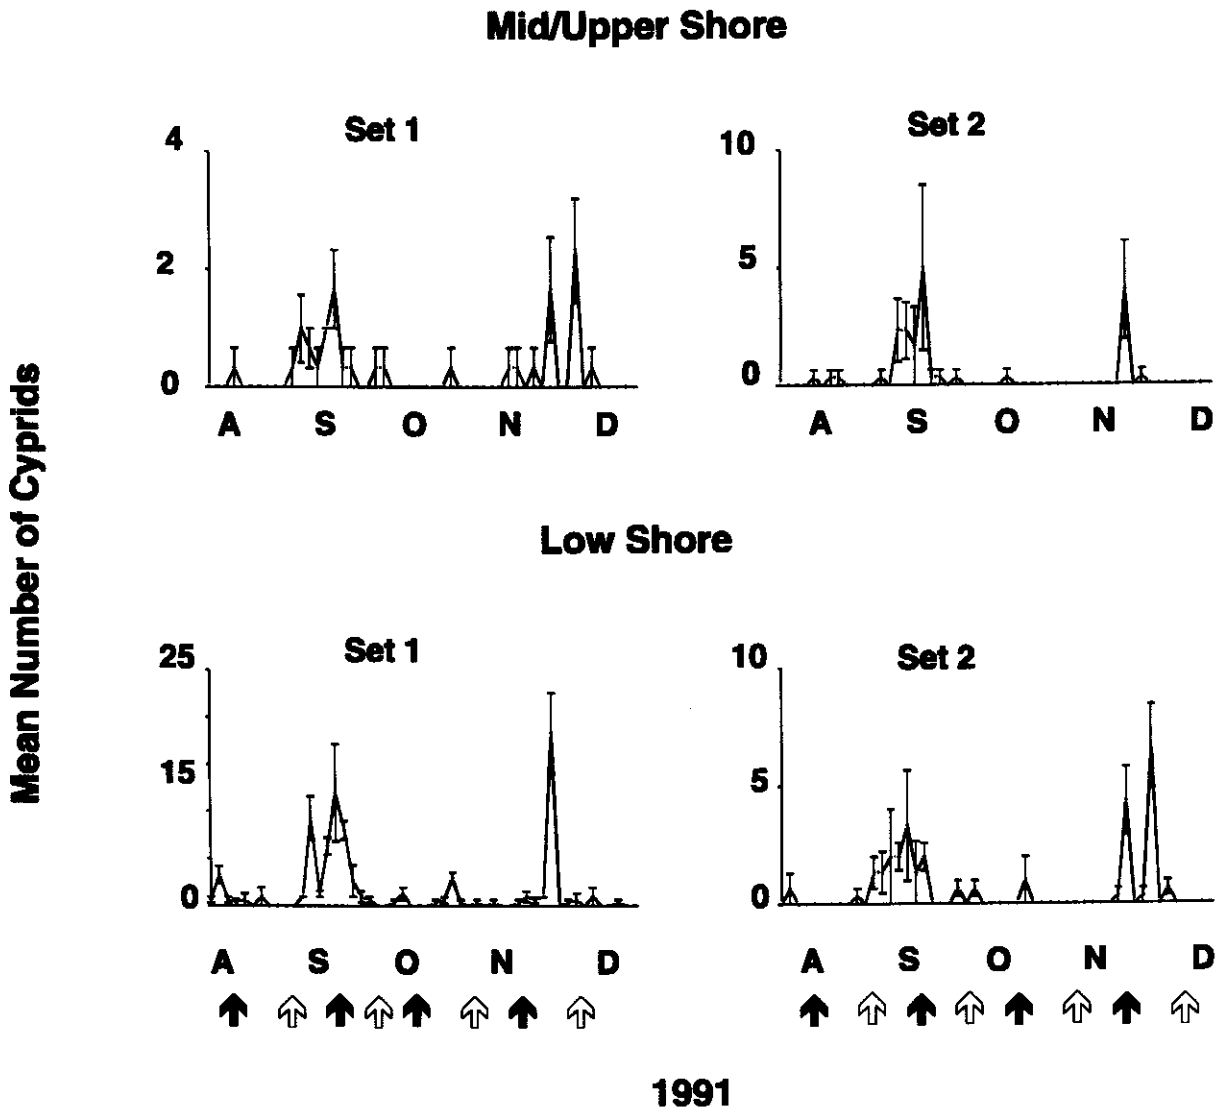 Mid/Upper Shore
Set 1
Set 2
4
2
0
10
5
0
A S O N D
A S O N D
Mean Number of Cyprids
Low Shore
Set 1
Set 2
25
15
0
10
5
0
A S O N D
A S O N D
1991